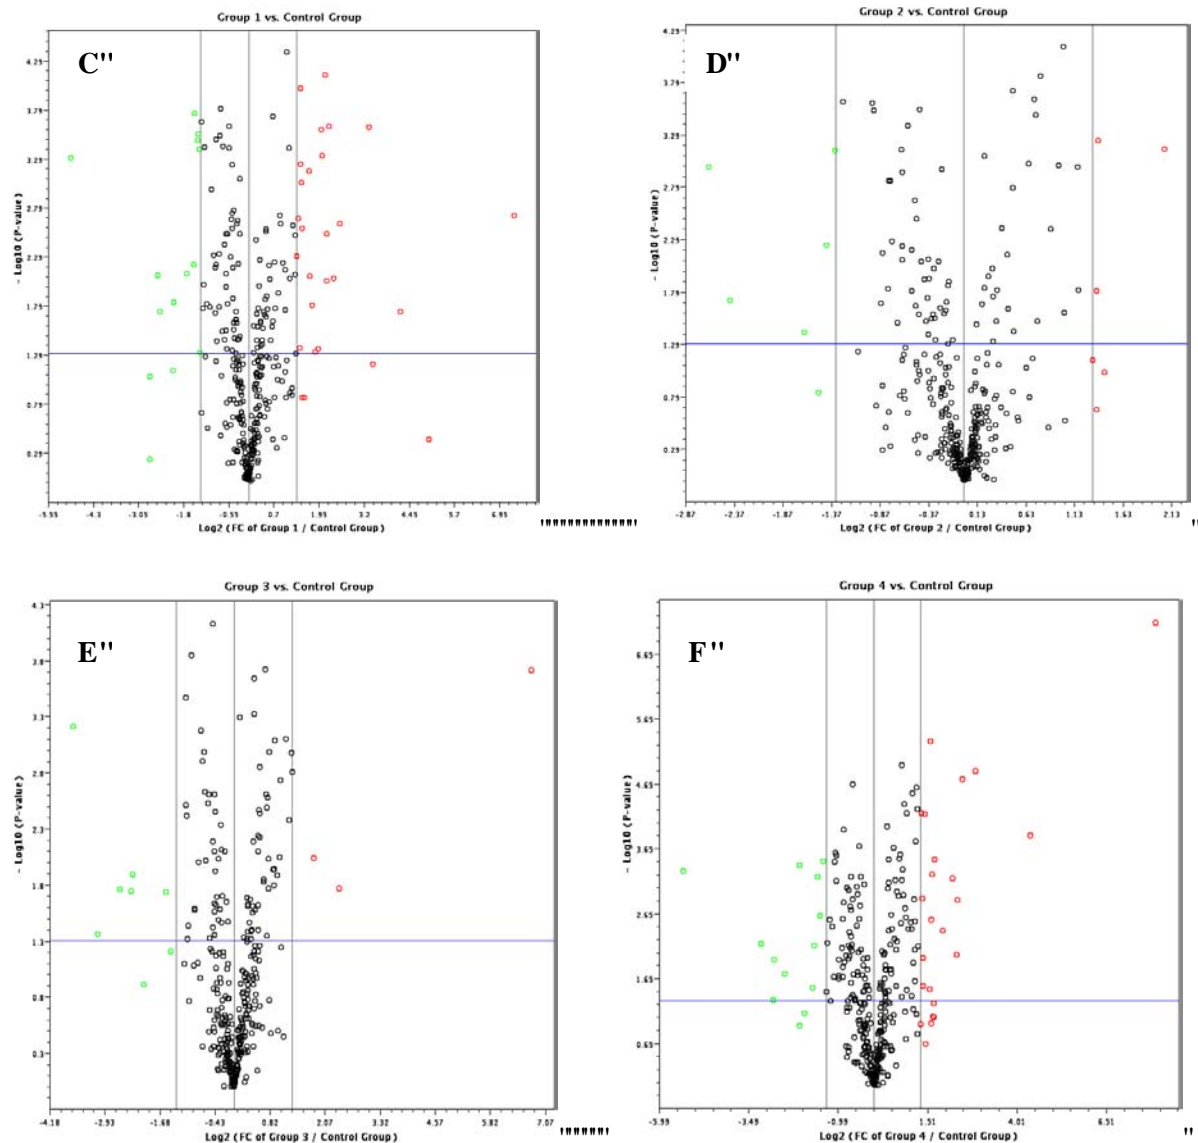 Group 1 vs. Control Group
C"
- Log10 (P-value)
4.25
3.75
3.25
2.75
2.25
1.75
1.25
0.75
0.25
-5.55 -4.3 -3.05 -1.8 -0.55 0.7 1.95 3.2 4.45 5.7 6.95
Log2 (FC of Group 1 / Control Group)
Group 2 vs. Control Group
D"
- Log10 (P-value)
4.25
3.75
3.25
2.75
2.25
1.75
1.25
0.75
0.25
-2.87 -2.37 -1.87 -1.37 -0.87 -0.37 0.13 0.63 1.13 1.63 2.13
Log2 (FC of Group 2 / Control Group)
Group 3 vs. Control Group
E"
- Log10 (P-value)
4.3
3.8
3.3
2.8
2.3
1.8
1.3
0.8
0.3
-4.18 -2.93 -1.68 -0.43 0.82 2.07 3.32 4.57 5.82 7.07
Log2 (FC of Group 3 / Control Group)
Group 4 vs. Control Group
F"
- Log10 (P-value)
6.65
5.65
4.65
3.65
2.65
1.65
0.65
-5.99 -3.49 -0.99 1.51 4.01 6.51
Log2 (FC of Group 4 / Control Group)